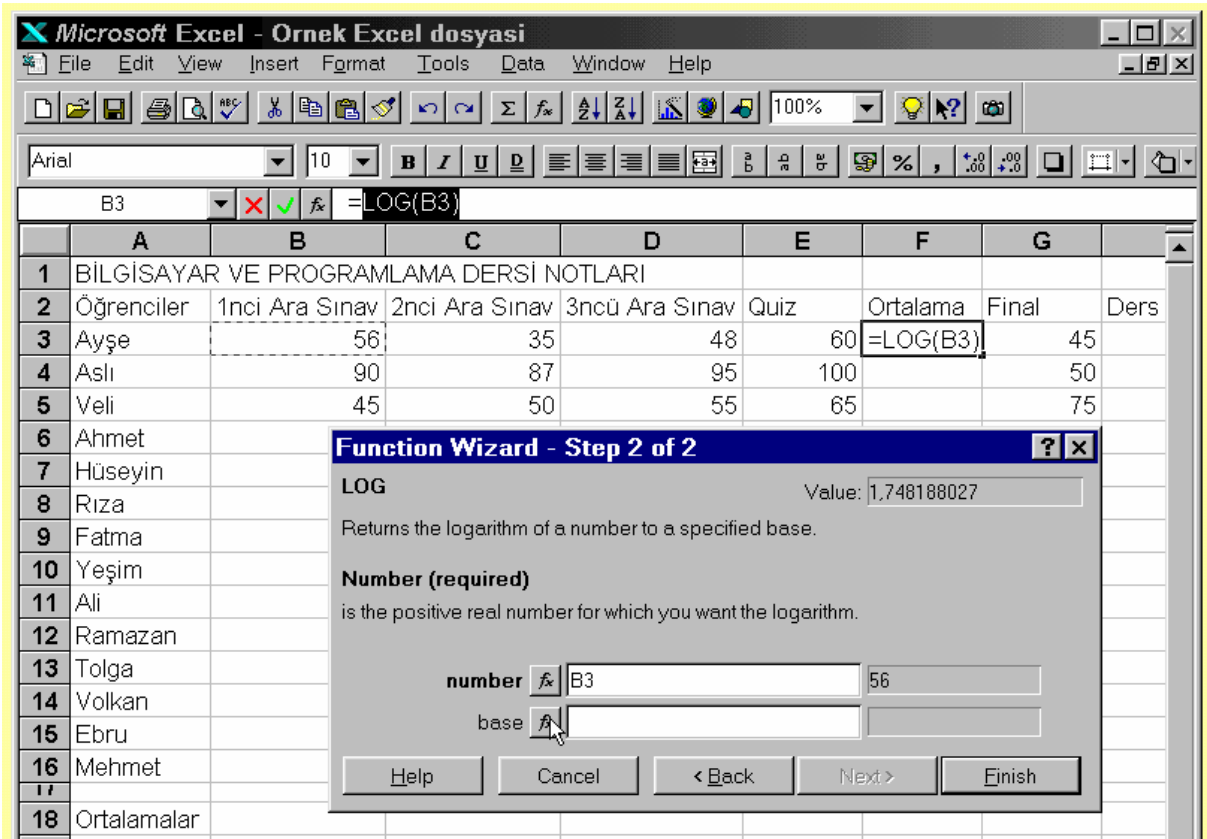 Microsoft Excel - Ornek Excel dosyasi
File Edit View Insert Format Tools Data Window Help
100%
Arial 10
B3 =LOG(B3)
A B C D E F G
1 BİLGİSAYAR VE PROGRAMLAMA DERSİ NOTLARI
2 Öğrenciler 1nci Ara Sınav 2nci Ara Sınav 3ncü Ara Sınav Quiz Ortalama Final Ders
3 Ayşe 56 35 48 60 =LOG(B3) 45
4 Aslı 90 87 95 100 50
5 Veli 45 50 55 65 75
6 Ahmet
7 Hüseyin
8 Rıza
9 Fatma
10 Yeşim
11 Ali
12 Ramazan
13 Tolga
14 Volkan
15 Ebru
16 Mehmet
17
18 Ortalamalar
Function Wizard - Step 2 of 2
LOG Value: 1,748188027
Returns the logarithm of a number to a specified base.
Number (required)
is the positive real number for which you want the logarithm.
number fx B3 56
base fx
Help Cancel < Back Next > Finish